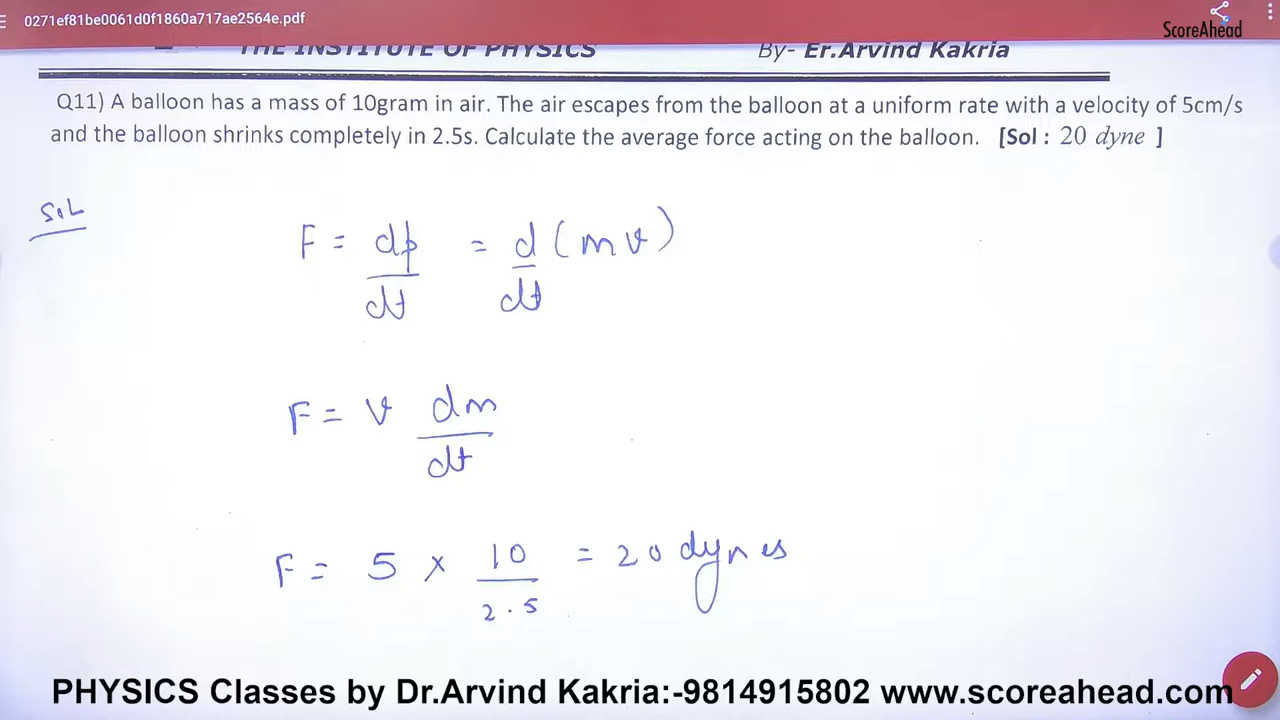 0271ef81be0061d0f1860a717ae2564e.pdf
ScoreAhead
THE INSTITUTE OF PHYSICS By- Er.Arvind Kakria
Q11) A balloon has a mass of 10gram in air. The air escapes from the balloon at a uniform rate with a velocity of 5cm/s
and the balloon shrinks completely in 2.5s. Calculate the average force acting on the balloon. [Sol : 20 dyne ]
Sol
F = dp/dt = d/dt (mv)
F = v dm/dt
F = 5 × 10/2.5 = 20 dynes
PHYSICS Classes by Dr.Arvind Kakria:-9814915802 www.scoreahead.com